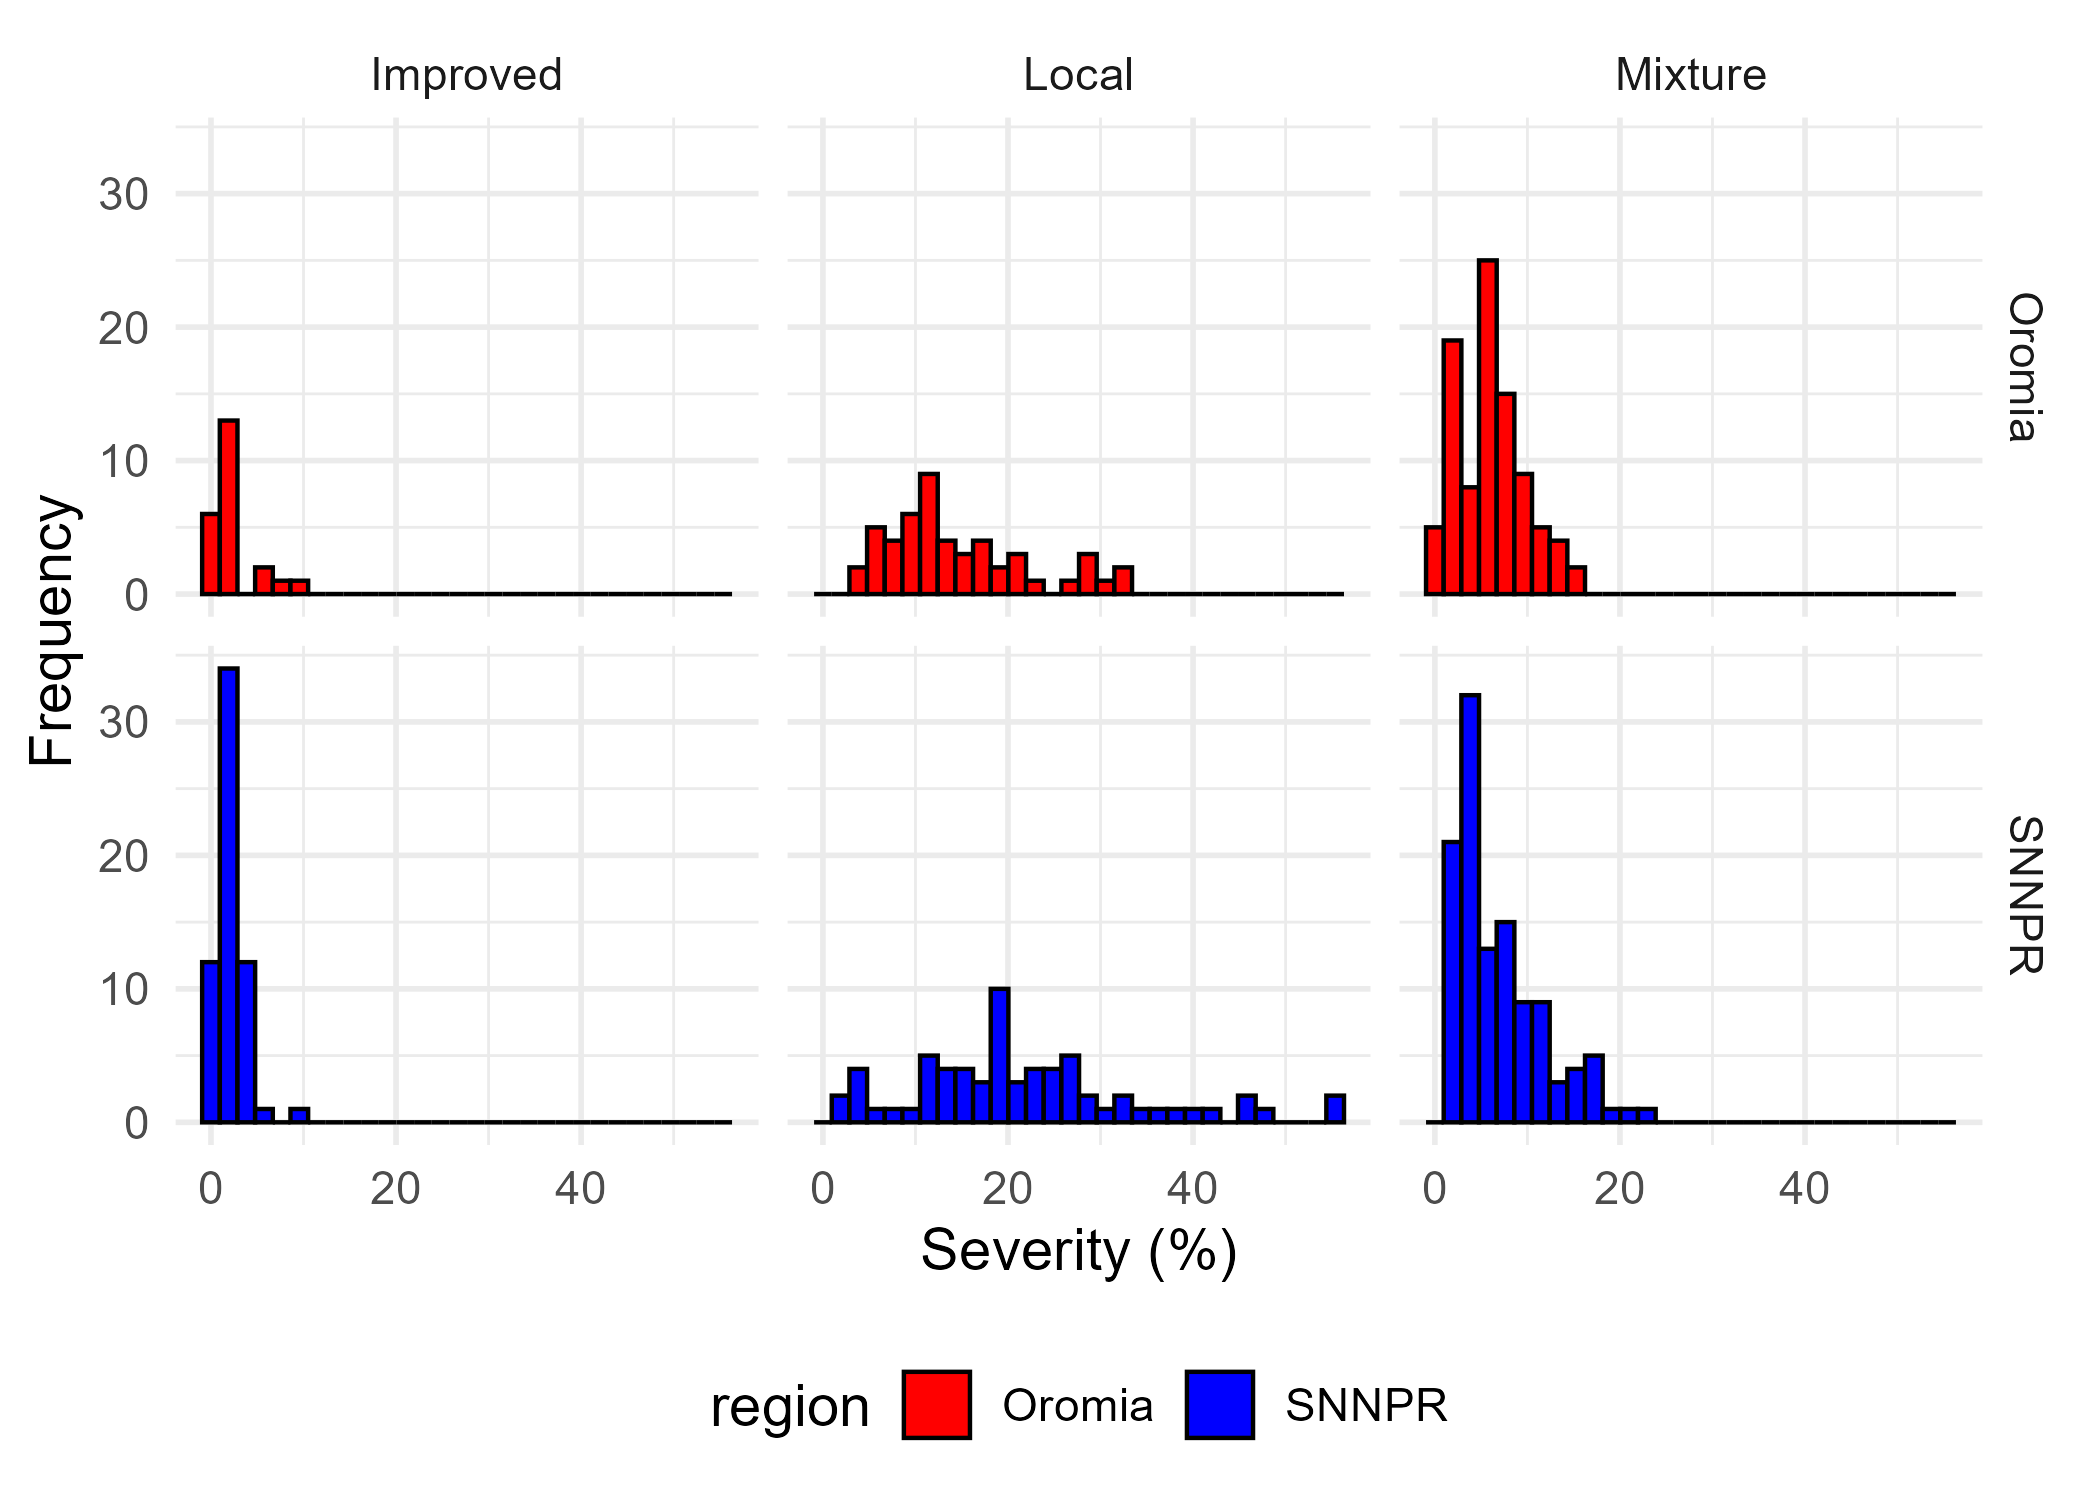 Improved Local Mixture
30
20
10
0
Oromia
Frequency
30
20
10
0
SNNPR
0 20 40 0 20 40 0 20 40
Severity (%)
region Oromia SNNPR